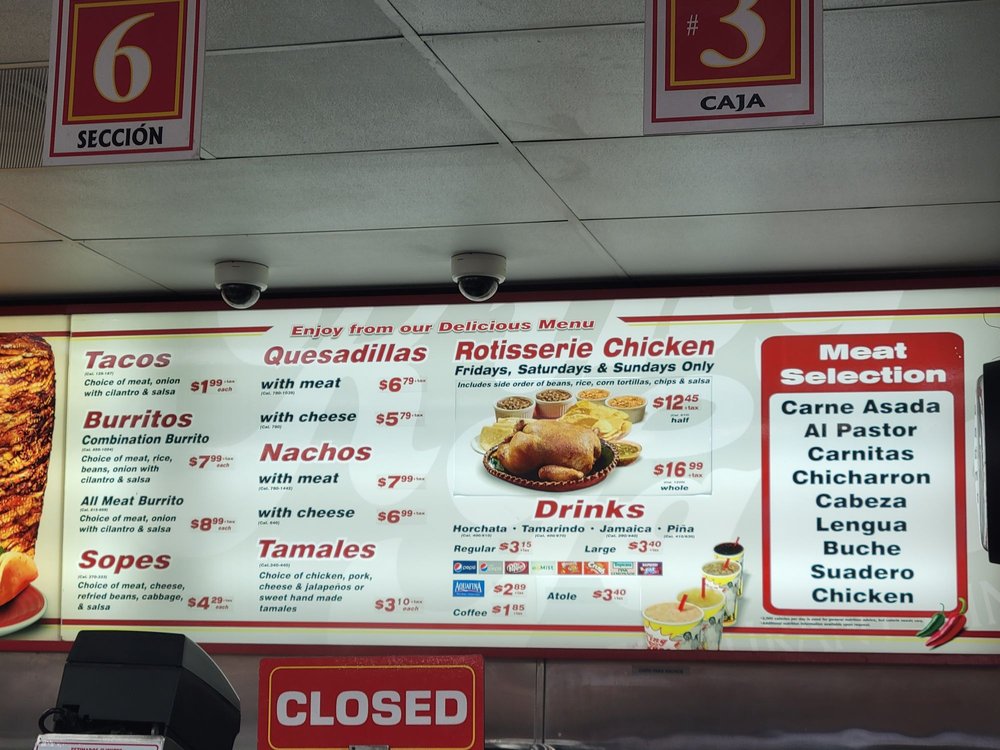 6
SECCIÓN
#3
CAJA
Enjoy from our Delicious Menu
Tacos
Choice of meat, onion
with cilantro & salsa
$1.99+tax
each
Burritos
Combination Burrito
Choice of meat, rice,
beans, onion with
cilantro & salsa
$7.99+tax
each
All Meat Burrito
Choice of meat, onion
with cilantro & salsa
$8.99+tax
each
Sopes
Choice of meat, cheese,
refried beans, cabbage,
& salsa
$4.29+tax
each
Quesadillas
with meat
$6.79+tax
with cheese
$5.79+tax
Nachos
with meat
$7.99+tax
with cheese
$6.99+tax
Tamales
Choice of chicken, pork,
cheese & jalapeños or
sweet hand made
tamales
$3.10+tax
each
Rotisserie Chicken
Fridays, Saturdays & Sundays Only
Includes side order of beans, rice, corn tortillas, chips & salsa
$12.45
+tax
half
$16.99
+tax
whole
Drinks
Horchata • Tamarindo • Jamaica • Piña
Regular $3.15 +tax Large $3.40 +tax
pepsi
AQUAFINA
$2.89 +tax
Atole $3.40 +tax
Coffee $1.85 +tax
Meat
Selection
Carne Asada
Al Pastor
Carnitas
Chicharron
Cabeza
Lengua
Buche
Suadero
Chicken
CLOSED